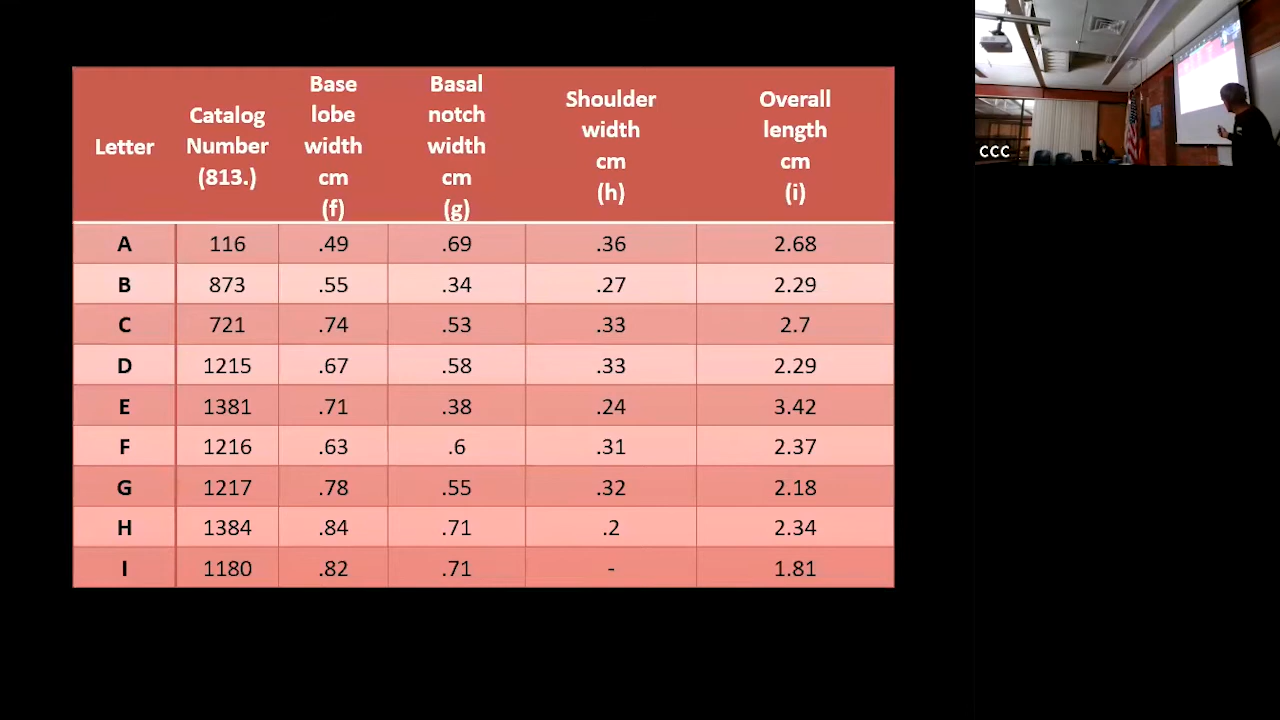 Letter Catalog Number (813.) Base lobe width cm (f) Basal notch width cm (g) Shoulder width cm (h) Overall length cm (i)
A 116 .49 .69 .36 2.68
B 873 .55 .34 .27 2.29
C 721 .74 .53 .33 2.7
D 1215 .67 .58 .33 2.29
E 1381 .71 .38 .24 3.42
F 1216 .63 .6 .31 2.37
G 1217 .78 .55 .32 2.18
H 1384 .84 .71 .2 2.34
I 1180 .82 .71 - 1.81
CCC